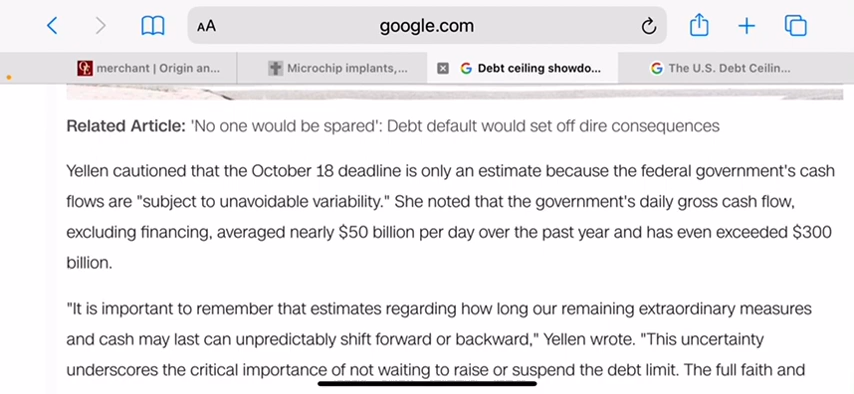 AA
google.com
merchant | Origin an...
Microchip implants,...
Debt ceiling showdo...
The U.S. Debt Ceilin...
Related Article: 'No one would be spared': Debt default would set off dire consequences
Yellen cautioned that the October 18 deadline is only an estimate because the federal government's cash
flows are "subject to unavoidable variability." She noted that the government's daily gross cash flow,
excluding financing, averaged nearly $50 billion per day over the past year and has even exceeded $300
billion.
"It is important to remember that estimates regarding how long our remaining extraordinary measures
and cash may last can unpredictably shift forward or backward," Yellen wrote. "This uncertainty
underscores the critical importance of not waiting to raise or suspend the debt limit. The full faith and